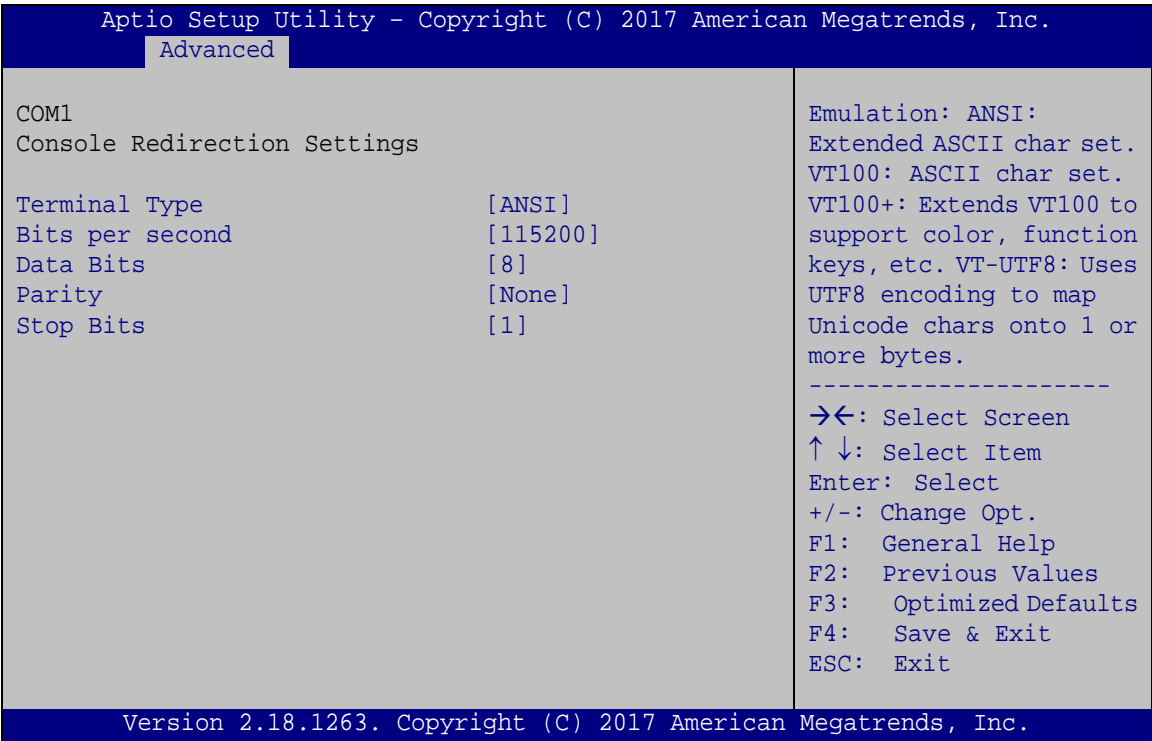 Aptio Setup Utility – Copyright (C) 2017 American Megatrends, Inc.
Advanced
COM1
Console Redirection Settings
Terminal Type [ANSI]
Bits per second [115200]
Data Bits [8]
Parity [None]
Stop Bits [1]
Emulation: ANSI:
Extended ASCII char set.
VT100: ASCII char set.
VT100+: Extends VT100 to
support color, function
keys, etc. VT-UTF8: Uses
UTF8 encoding to map
Unicode chars onto 1 or
more bytes.
---------------------
→←: Select Screen
↑ ↓: Select Item
Enter: Select
+/-: Change Opt.
F1: General Help
F2: Previous Values
F3: Optimized Defaults
F4: Save & Exit
ESC: Exit
Version 2.18.1263. Copyright (C) 2017 American Megatrends, Inc.